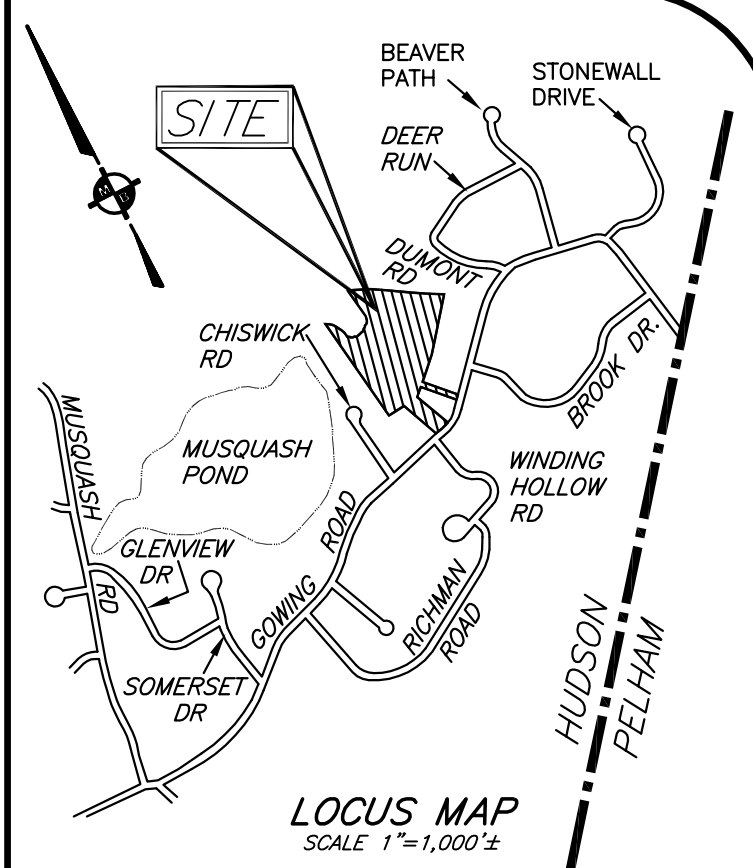 BEAVER
PATH
STONEWALL
DRIVE
SITE
DEER
RUN
DUMONT
RD
CHISWICK
RD
BROOK DR.
MUSQUASH
RD
MUSQUASH
POND
WINDING
HOLLOW
RD
GLENVIEW
DR
GOWING
ROAD
RICHMAN
ROAD
SOMERSET
DR
HUDSON
PELHAM
LOCUS MAP
SCALE 1"=1,000'±